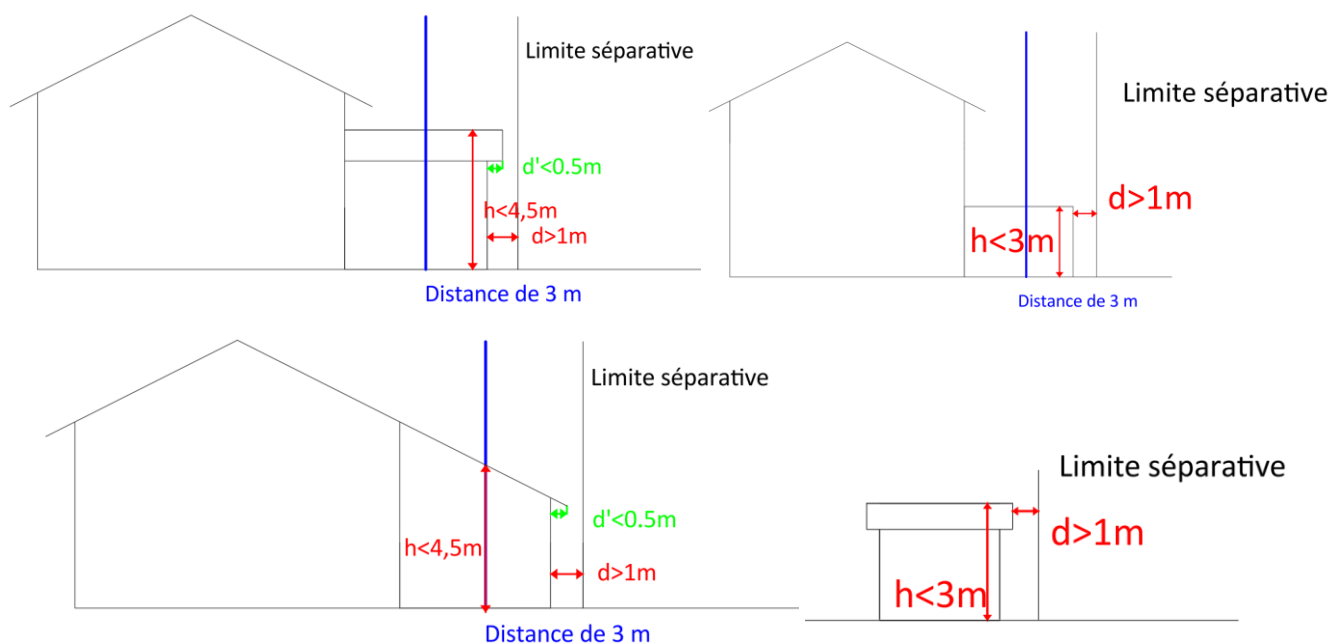 Limite séparative
d'<0.5m
h<4,5m
d>1m
Distance de 3 m
Limite séparative
d>1m
h<3m
Distance de 3 m
Limite séparative
d'<0.5m
h<4,5m
d>1m
Distance de 3 m
Limite séparative
d>1m
h<3m